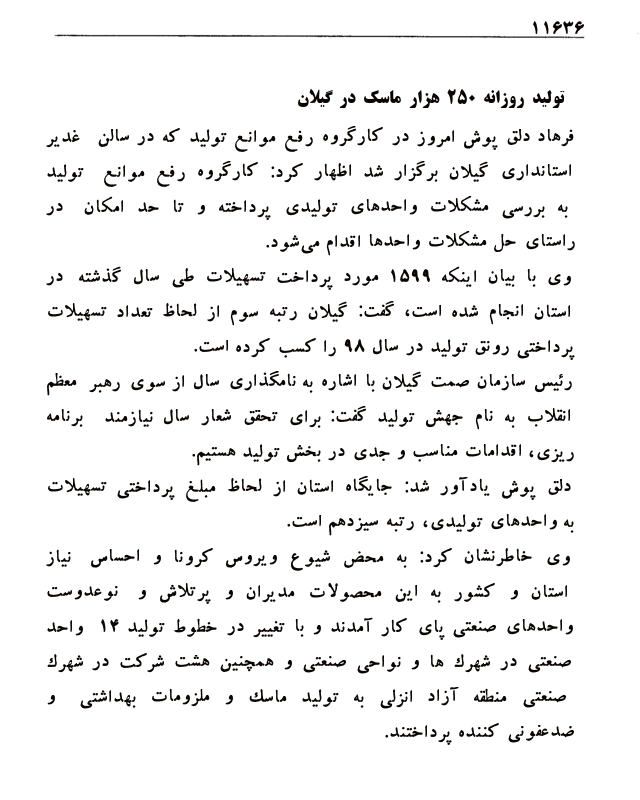 ۱۱۶۳۶
تولید روزانه ۲۵۰ هزار ماسک در گیلان
فرهاد دلق پوش امروز در کارگروه رفع موانع تولید که در سالن غدیر
استانداری گیلان برگزار شد اظهار کرد: کارگروه رفع موانع تولید
به بررسی مشکلات واحدهای تولیدی پرداخته و تا حد امکان در
راستای حل مشکلات واحدها اقدام می‌شود.
وی با بیان اینکه ۱۵۹۹ مورد پرداخت تسهیلات طی سال گذشته در
استان انجام شده است، گفت: گیلان رتبه سوم از لحاظ تعداد تسهیلات
پرداختی رونق تولید در سال ۹۸ را کسب کرده است.
رئیس سازمان صمت گیلان با اشاره به نامگذاری سال از سوی رهبر معظم
انقلاب به نام جهش تولید گفت: برای تحقق شعار سال نیازمند برنامه
ریزی، اقدامات مناسب و جدی در بخش تولید هستیم.
دلق پوش یادآور شد: جایگاه استان از لحاظ مبلغ پرداختی تسهیلات
به واحدهای تولیدی، رتبه سیزدهم است.
وی خاطرنشان کرد: به محض شیوع ویروس کرونا و احساس نیاز
استان و کشور به این محصولات مدیران و پرتلاش و نوعدوست
واحدهای صنعتی پای کار آمدند و با تغییر در خطوط تولید ۱۴ واحد
صنعتی در شهرك ها و نواحی صنعتی و همچنین هشت شرکت در شهرك
صنعتی منطقه آزاد انزلی به تولید ماسك و ملزومات بهداشتی و
ضدعفونی کننده پرداختند.